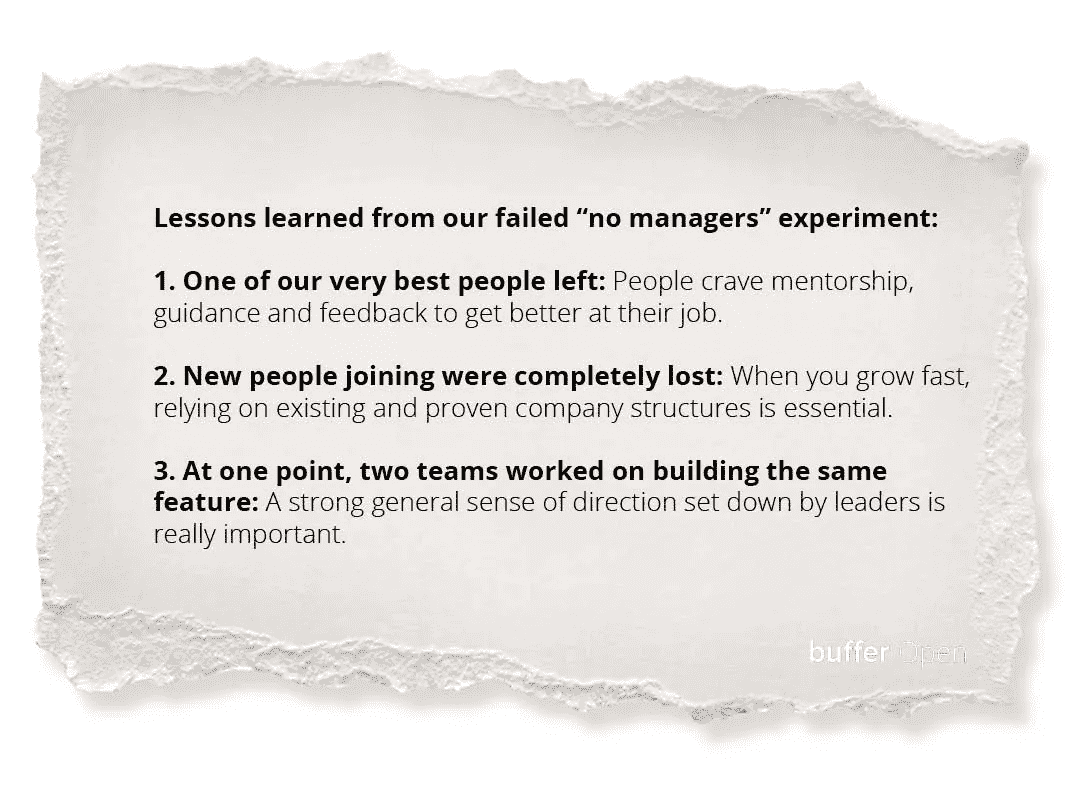 Lessons learned from our failed “no managers” experiment:
1. One of our very best people left: People crave mentorship,
guidance and feedback to get better at their job.
2. New people joining were completely lost: When you grow fast,
relying on existing and proven company structures is essential.
3. At one point, two teams worked on building the same
feature: A strong general sense of direction set down by leaders is
really important.
buffer Open